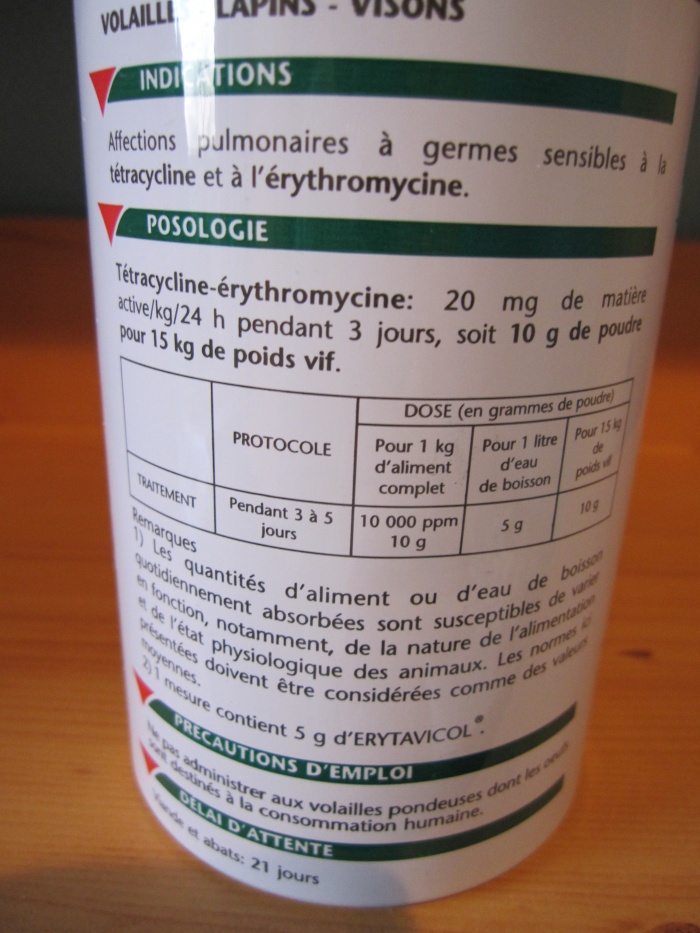 VOLAILLES - LAPINS - VISONS
INDICATIONS
Affections pulmonaires à germes sensibles à la
tétracycline et à l'érythromycine.
POSOLOGIE
Tétracycline-érythromycine: 20 mg de matière
active/kg/24 h pendant 3 jours, soit 10 g de poudre
pour 15 kg de poids vif.
DOSE (en grammes de poudre)
PROTOCOLE
Pour 1 kg
d'aliment
complet
Pour 1 litre
d'eau
de boisson
Pour 15 kg
de
poids vif
TRAITEMENT
Pendant 3 à 5
jours
10 000 ppm
10 g
5 g
10 g
Remarques
1) Les quantités d'aliment ou d'eau de boisson
quotidiennement absorbées sont susceptibles de varier
en fonction, notamment, de la nature de l'alimentation
et de l'état physiologique des animaux. Les normes ici
présentées doivent être considérées comme des valeurs
moyennes.
2) 1 mesure contient 5 g d'ERYTAVICOL®.
PRÉCAUTIONS D'EMPLOI
Ne pas administrer aux volailles pondeuses dont les oeufs
sont destinés à la consommation humaine.
DÉLAI D'ATTENTE
Viande et abats: 21 jours